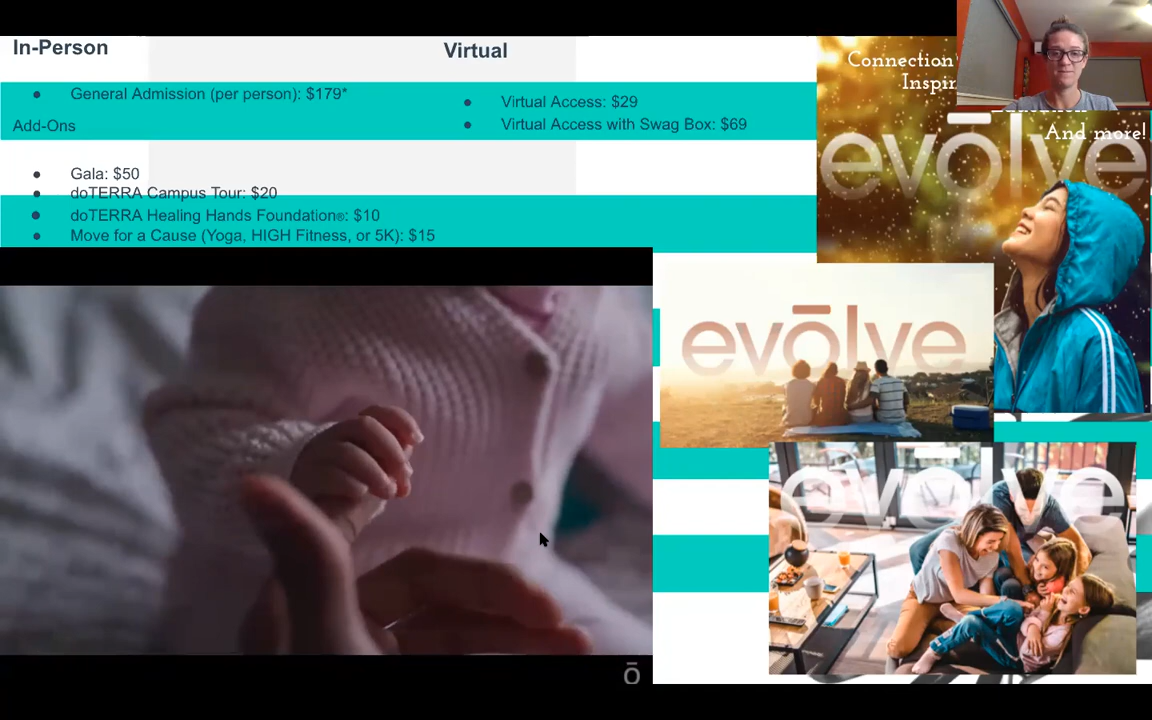 In-Person
General Admission (per person): $179*
Add-Ons
Gala: $50
doTERRA Campus Tour: $20
doTERRA Healing Hands Foundation®: $10
Move for a Cause (Yoga, HIGH Fitness, or 5K): $15
Virtual
Virtual Access: $29
Virtual Access with Swag Box: $69
Connection
And more!
evōlve
evōlve
evōlve
ō